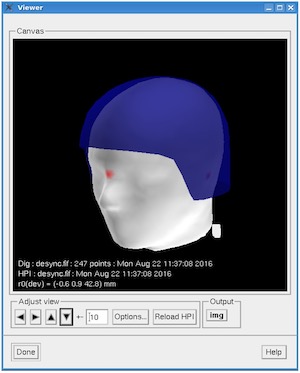 Viewer
Canvas
Dig : desync.fif : 247 points : Mon Aug 22 11:37:08 2016
HPI : desync.fif : Mon Aug 22 11:37:08 2016
r0(dev) = (-0.6 0.9 42.8) mm
Adjust view
Output
+- 10 Options... Reload HPI img
Done Help